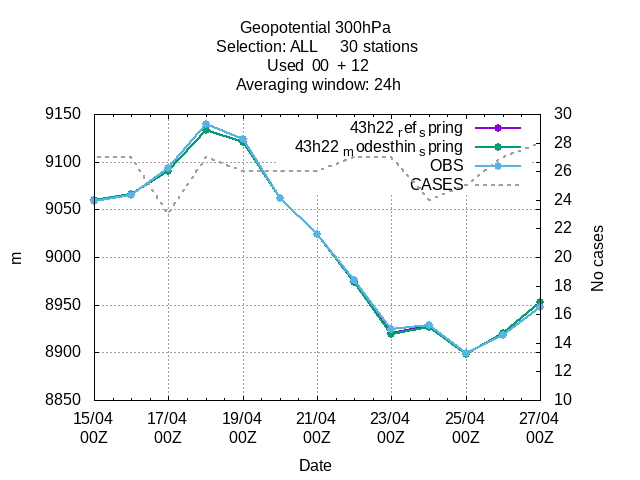 Geopotential 300hPa
Selection: ALL 30 stations
Used 00 + 12
Averaging window: 24h
9150
9100
9050
9000
8950
8900
8850
m
30
28
26
24
22
20
18
16
14
12
10
No cases
43h22 ref spring
43h22 modesthin spring
OBS
CASES
15/04 17/04 19/04 21/04 23/04 25/04 27/04
00Z 00Z 00Z 00Z 00Z 00Z 00Z
Date